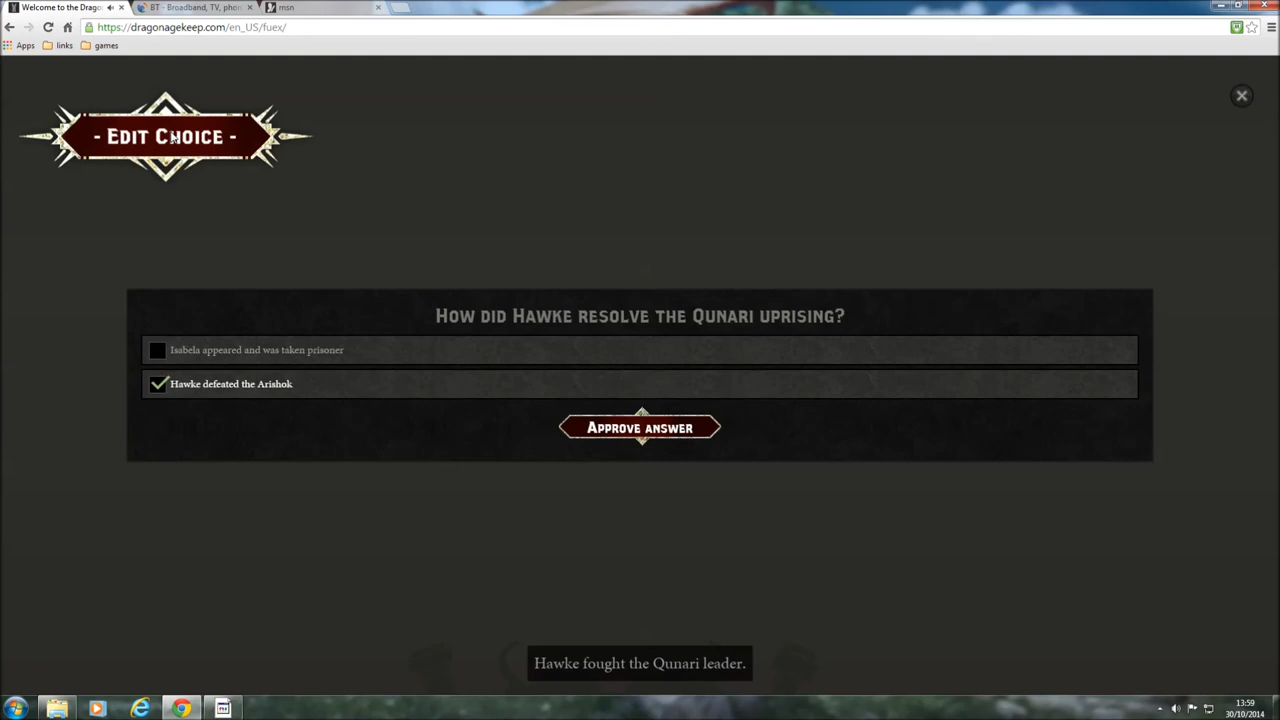 Welcome to the Drago
BT - Broadband, TV, phon
msn
https://dragonagekeep.com/en_US/fuex/
Apps
links
games
- Edit Choice -
How did Hawke resolve the Qunari uprising?
Isabela appeared and was taken prisoner
Hawke defeated the Arishok
Approve answer
Hawke fought the Qunari leader.
13:59
30/10/2014